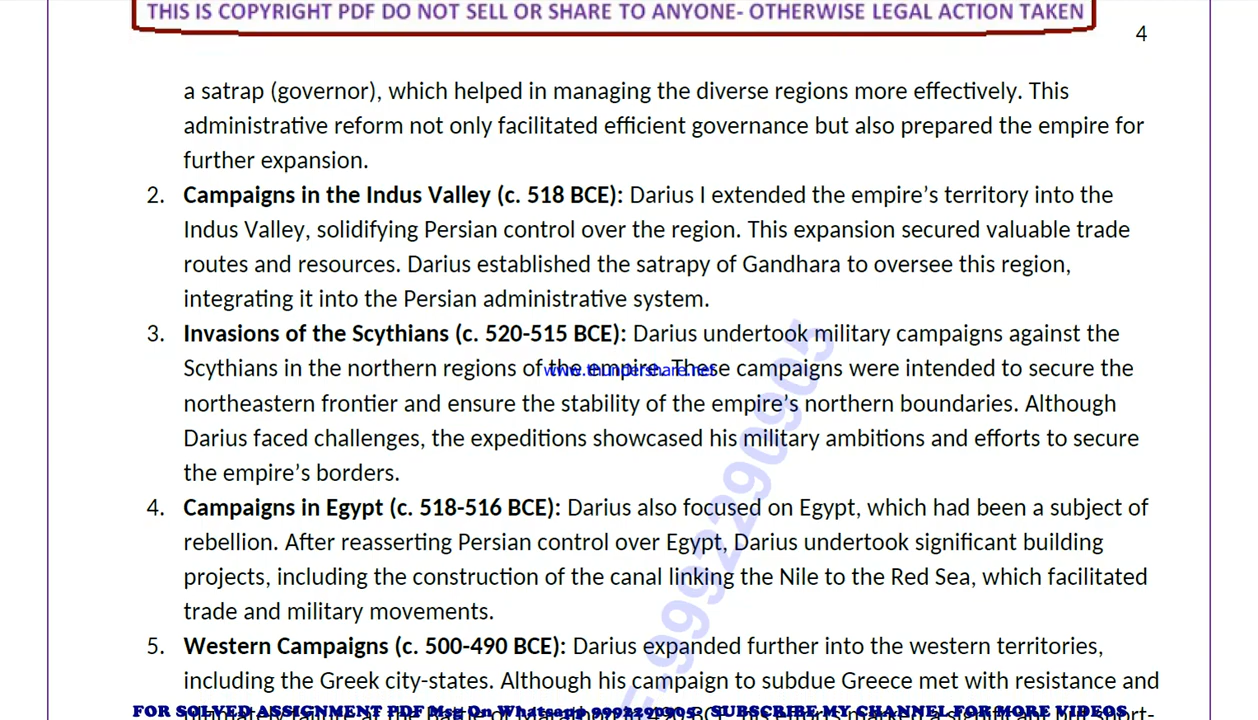 THIS IS COPYRIGHT PDF DO NOT SELL OR SHARE TO ANYONE- OTHERWISE LEGAL ACTION TAKEN
4
a satrap (governor), which helped in managing the diverse regions more effectively. This
administrative reform not only facilitated efficient governance but also prepared the empire for
further expansion.
2. Campaigns in the Indus Valley (c. 518 BCE): Darius I extended the empire’s territory into the
Indus Valley, solidifying Persian control over the region. This expansion secured valuable trade
routes and resources. Darius established the satrapy of Gandhara to oversee this region,
integrating it into the Persian administrative system.
3. Invasions of the Scythians (c. 520-515 BCE): Darius undertook military campaigns against the
Scythians in the northern regions of the empire. These campaigns were intended to secure the
www.thundershare.net
northeastern frontier and ensure the stability of the empire’s northern boundaries. Although
Darius faced challenges, the expeditions showcased his military ambitions and efforts to secure
the empire’s borders.
4. Campaigns in Egypt (c. 518-516 BCE): Darius also focused on Egypt, which had been a subject of
rebellion. After reasserting Persian control over Egypt, Darius undertook significant building
projects, including the construction of the canal linking the Nile to the Red Sea, which facilitated
trade and military movements.
5. Western Campaigns (c. 500-490 BCE): Darius expanded further into the western territories,
including the Greek city-states. Although his campaign to subdue Greece met with resistance and
FOR SOLVED ASSIGNMENT PDF Msg On Whatsapp 9992290905 SUBSCRIBE MY CHANNEL FOR MORE VIDEOS
-9992290905